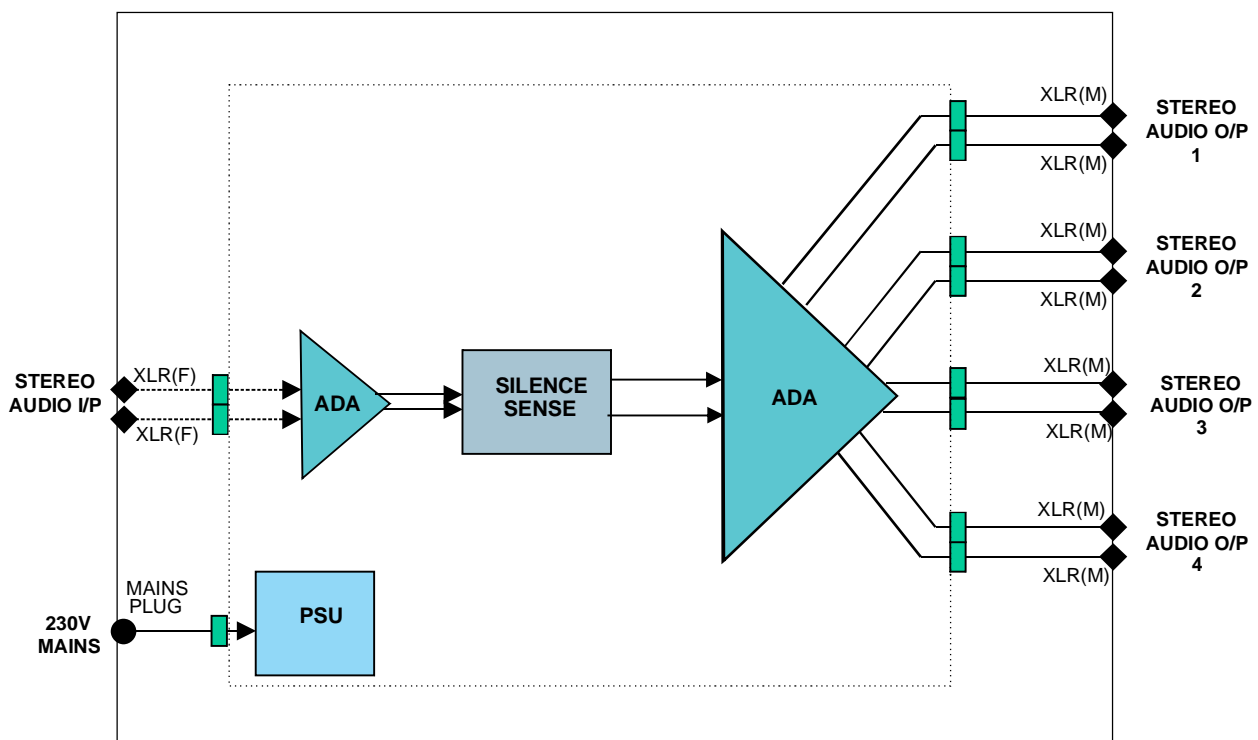 XLR(M)
STEREO
AUDIO O/P
1
XLR(M)
XLR(M)
STEREO
AUDIO O/P
2
XLR(M)
XLR(F)
STEREO
AUDIO I/P
XLR(F)
ADA
SILENCE
SENSE
ADA
XLR(M)
STEREO
AUDIO O/P
3
XLR(M)
XLR(M)
STEREO
AUDIO O/P
4
XLR(M)
MAINS
PLUG
230V
MAINS
PSU